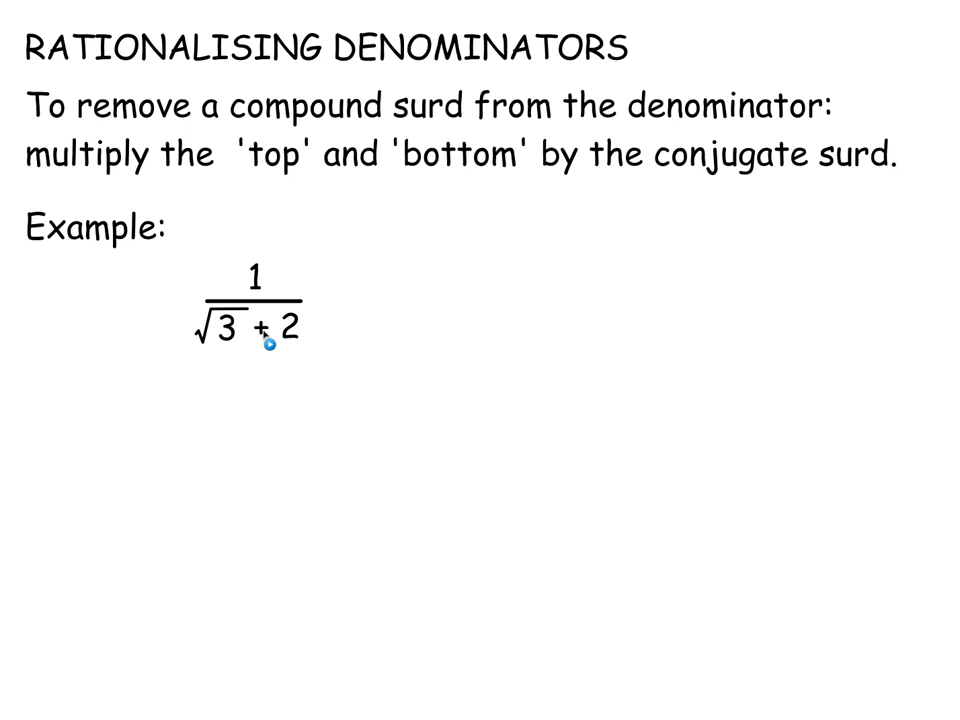 RATIONALISING DENOMINATORS
To remove a compound surd from the denominator:
multiply the 'top' and 'bottom' by the conjugate surd.
Example:
1
√3 + 2